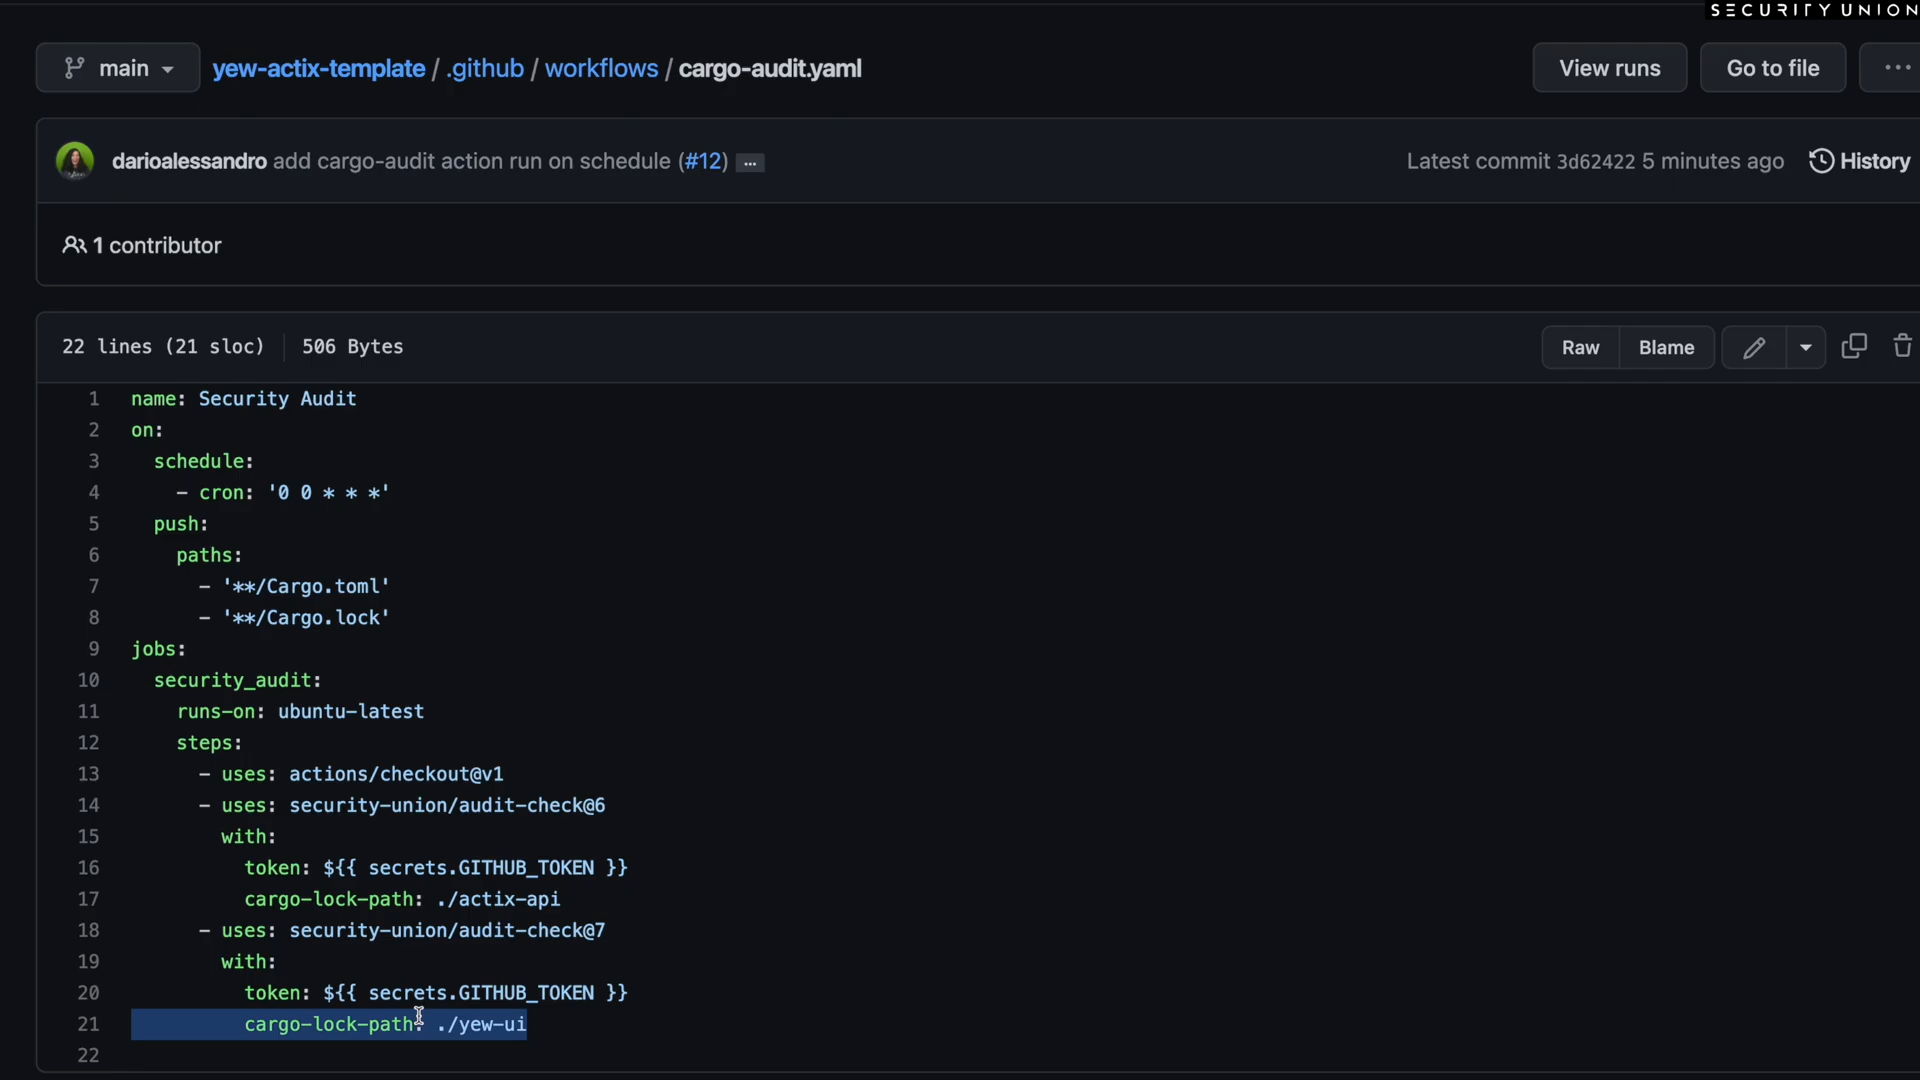 SECURITY UNION
main yew-actix-template / .github / workflows / cargo-audit.yaml View runs Go to file ...
darioalessandro add cargo-audit action run on schedule (#12) ... Latest commit 3d62422 5 minutes ago History
1 contributor
22 lines (21 sloc) 506 Bytes Raw Blame
1 name: Security Audit
2 on:
3 schedule:
4 - cron: '0 0 * * *'
5 push:
6 paths:
7 - '**/Cargo.toml'
8 - '**/Cargo.lock'
9 jobs:
10 security_audit:
11 runs-on: ubuntu-latest
12 steps:
13 - uses: actions/checkout@v1
14 - uses: security-union/audit-check@6
15 with:
16 token: ${{ secrets.GITHUB_TOKEN }}
17 cargo-lock-path: ./actix-api
18 - uses: security-union/audit-check@7
19 with:
20 token: ${{ secrets.GITHUB_TOKEN }}
21 cargo-lock-path: ./yew-ui
22